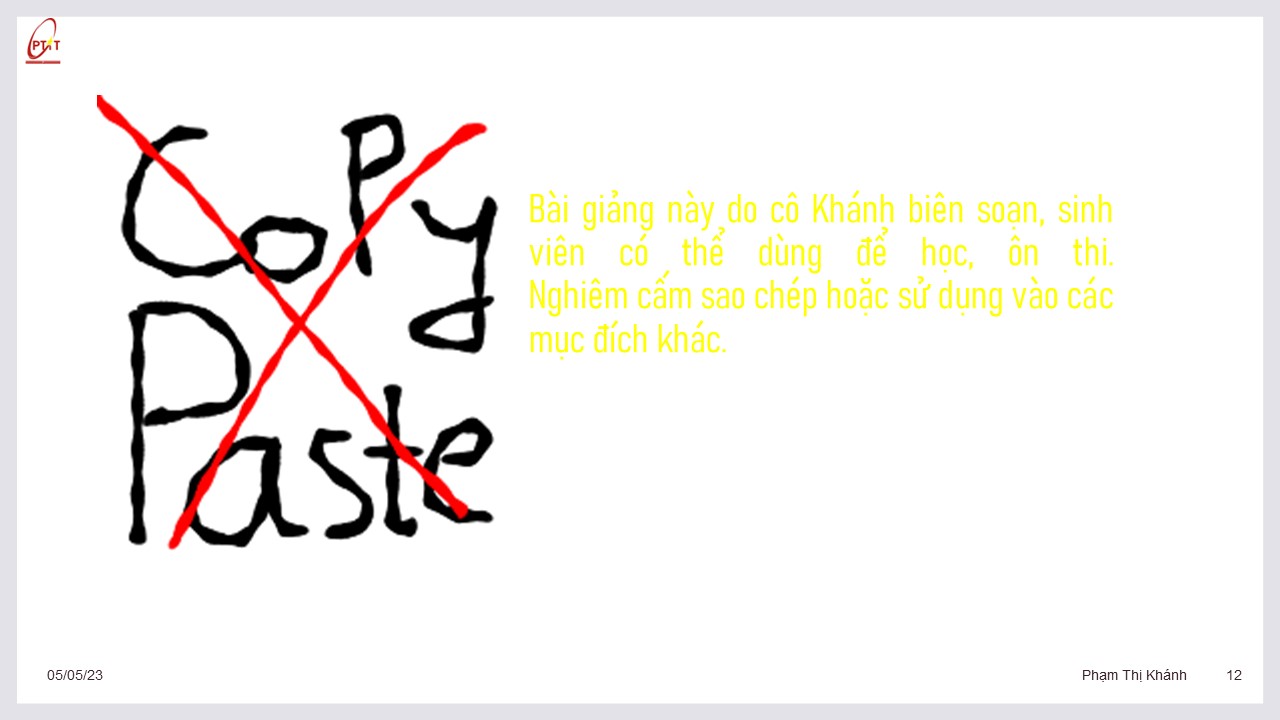 PTIT
CoPy
Paste
Bài giảng này do cô Khánh biên soạn, sinh
viên có thể dùng để học, ôn thi.
Nghiêm cấm sao chép hoặc sử dụng vào các
mục đích khác.
05/05/23
Phạm Thị Khánh
12